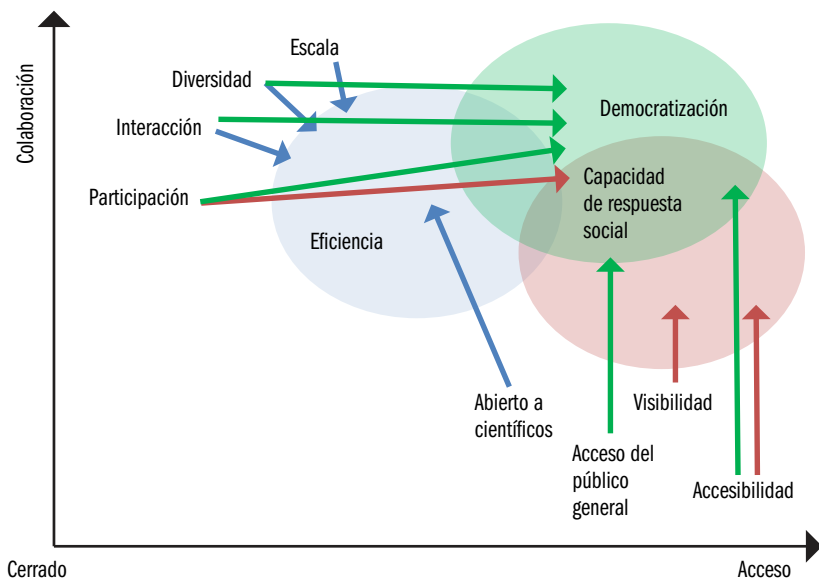 Colaboración
Escala
Diversidad
Interacción
Participación
Democratización
Capacidad
de respuesta
social
Eficiencia
Abierto a
científicos
Visibilidad
Acceso del
público
general
Accesibilidad
Cerrado
Acceso